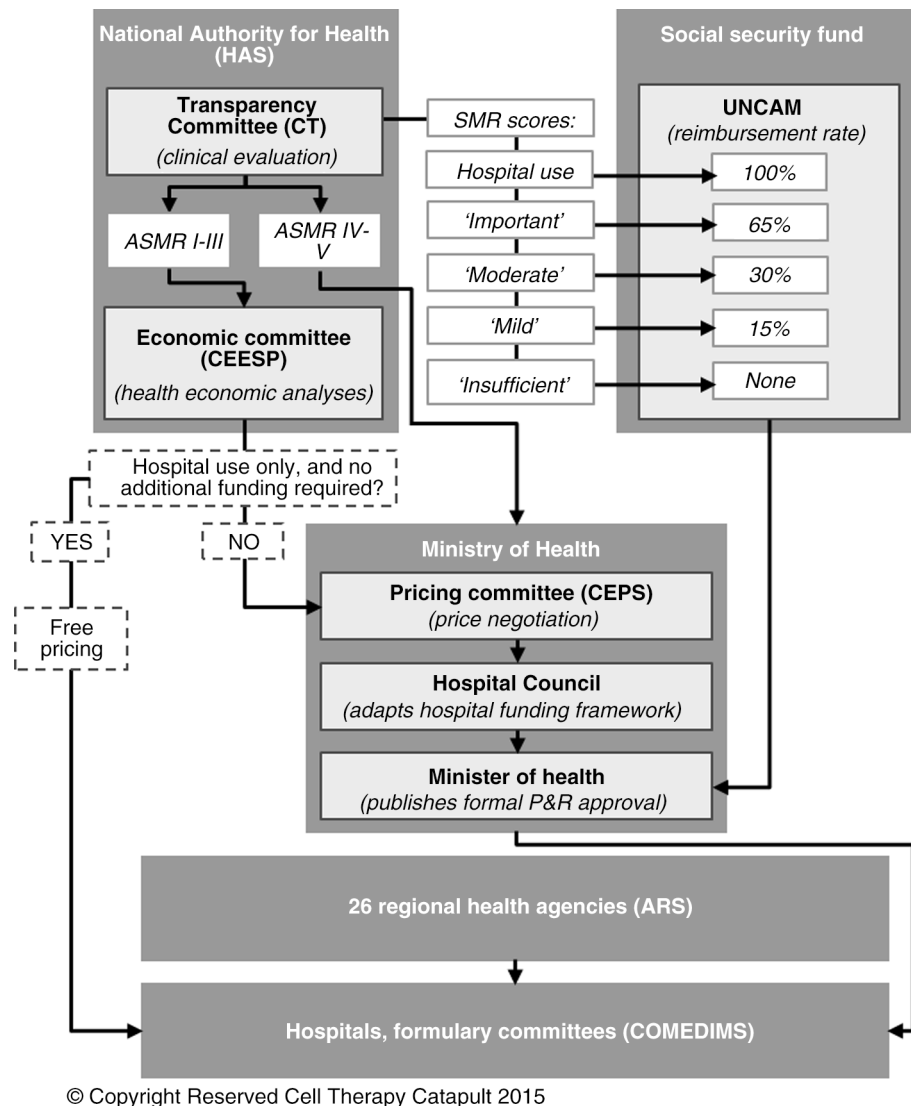 National Authority for Health
(HAS)
Transparency
Committee (CT)
(clinical evaluation)
ASMR I-III
ASMR IV-
V
Economic committee
(CEESP)
(health economic analyses)
SMR scores:
Hospital use
‘Important’
‘Moderate’
‘Mild’
‘Insufficient’
Social security fund
UNCAM
(reimbursement rate)
100%
65%
30%
15%
None
Hospital use only, and no
additional funding required?
YES
NO
Free
pricing
Ministry of Health
Pricing committee (CEPS)
(price negotiation)
Hospital Council
(adapts hospital funding framework)
Minister of health
(publishes formal P&R approval)
26 regional health agencies (ARS)
Hospitals, formulary committees (COMEDIMS)
© Copyright Reserved Cell Therapy Catapult 2015